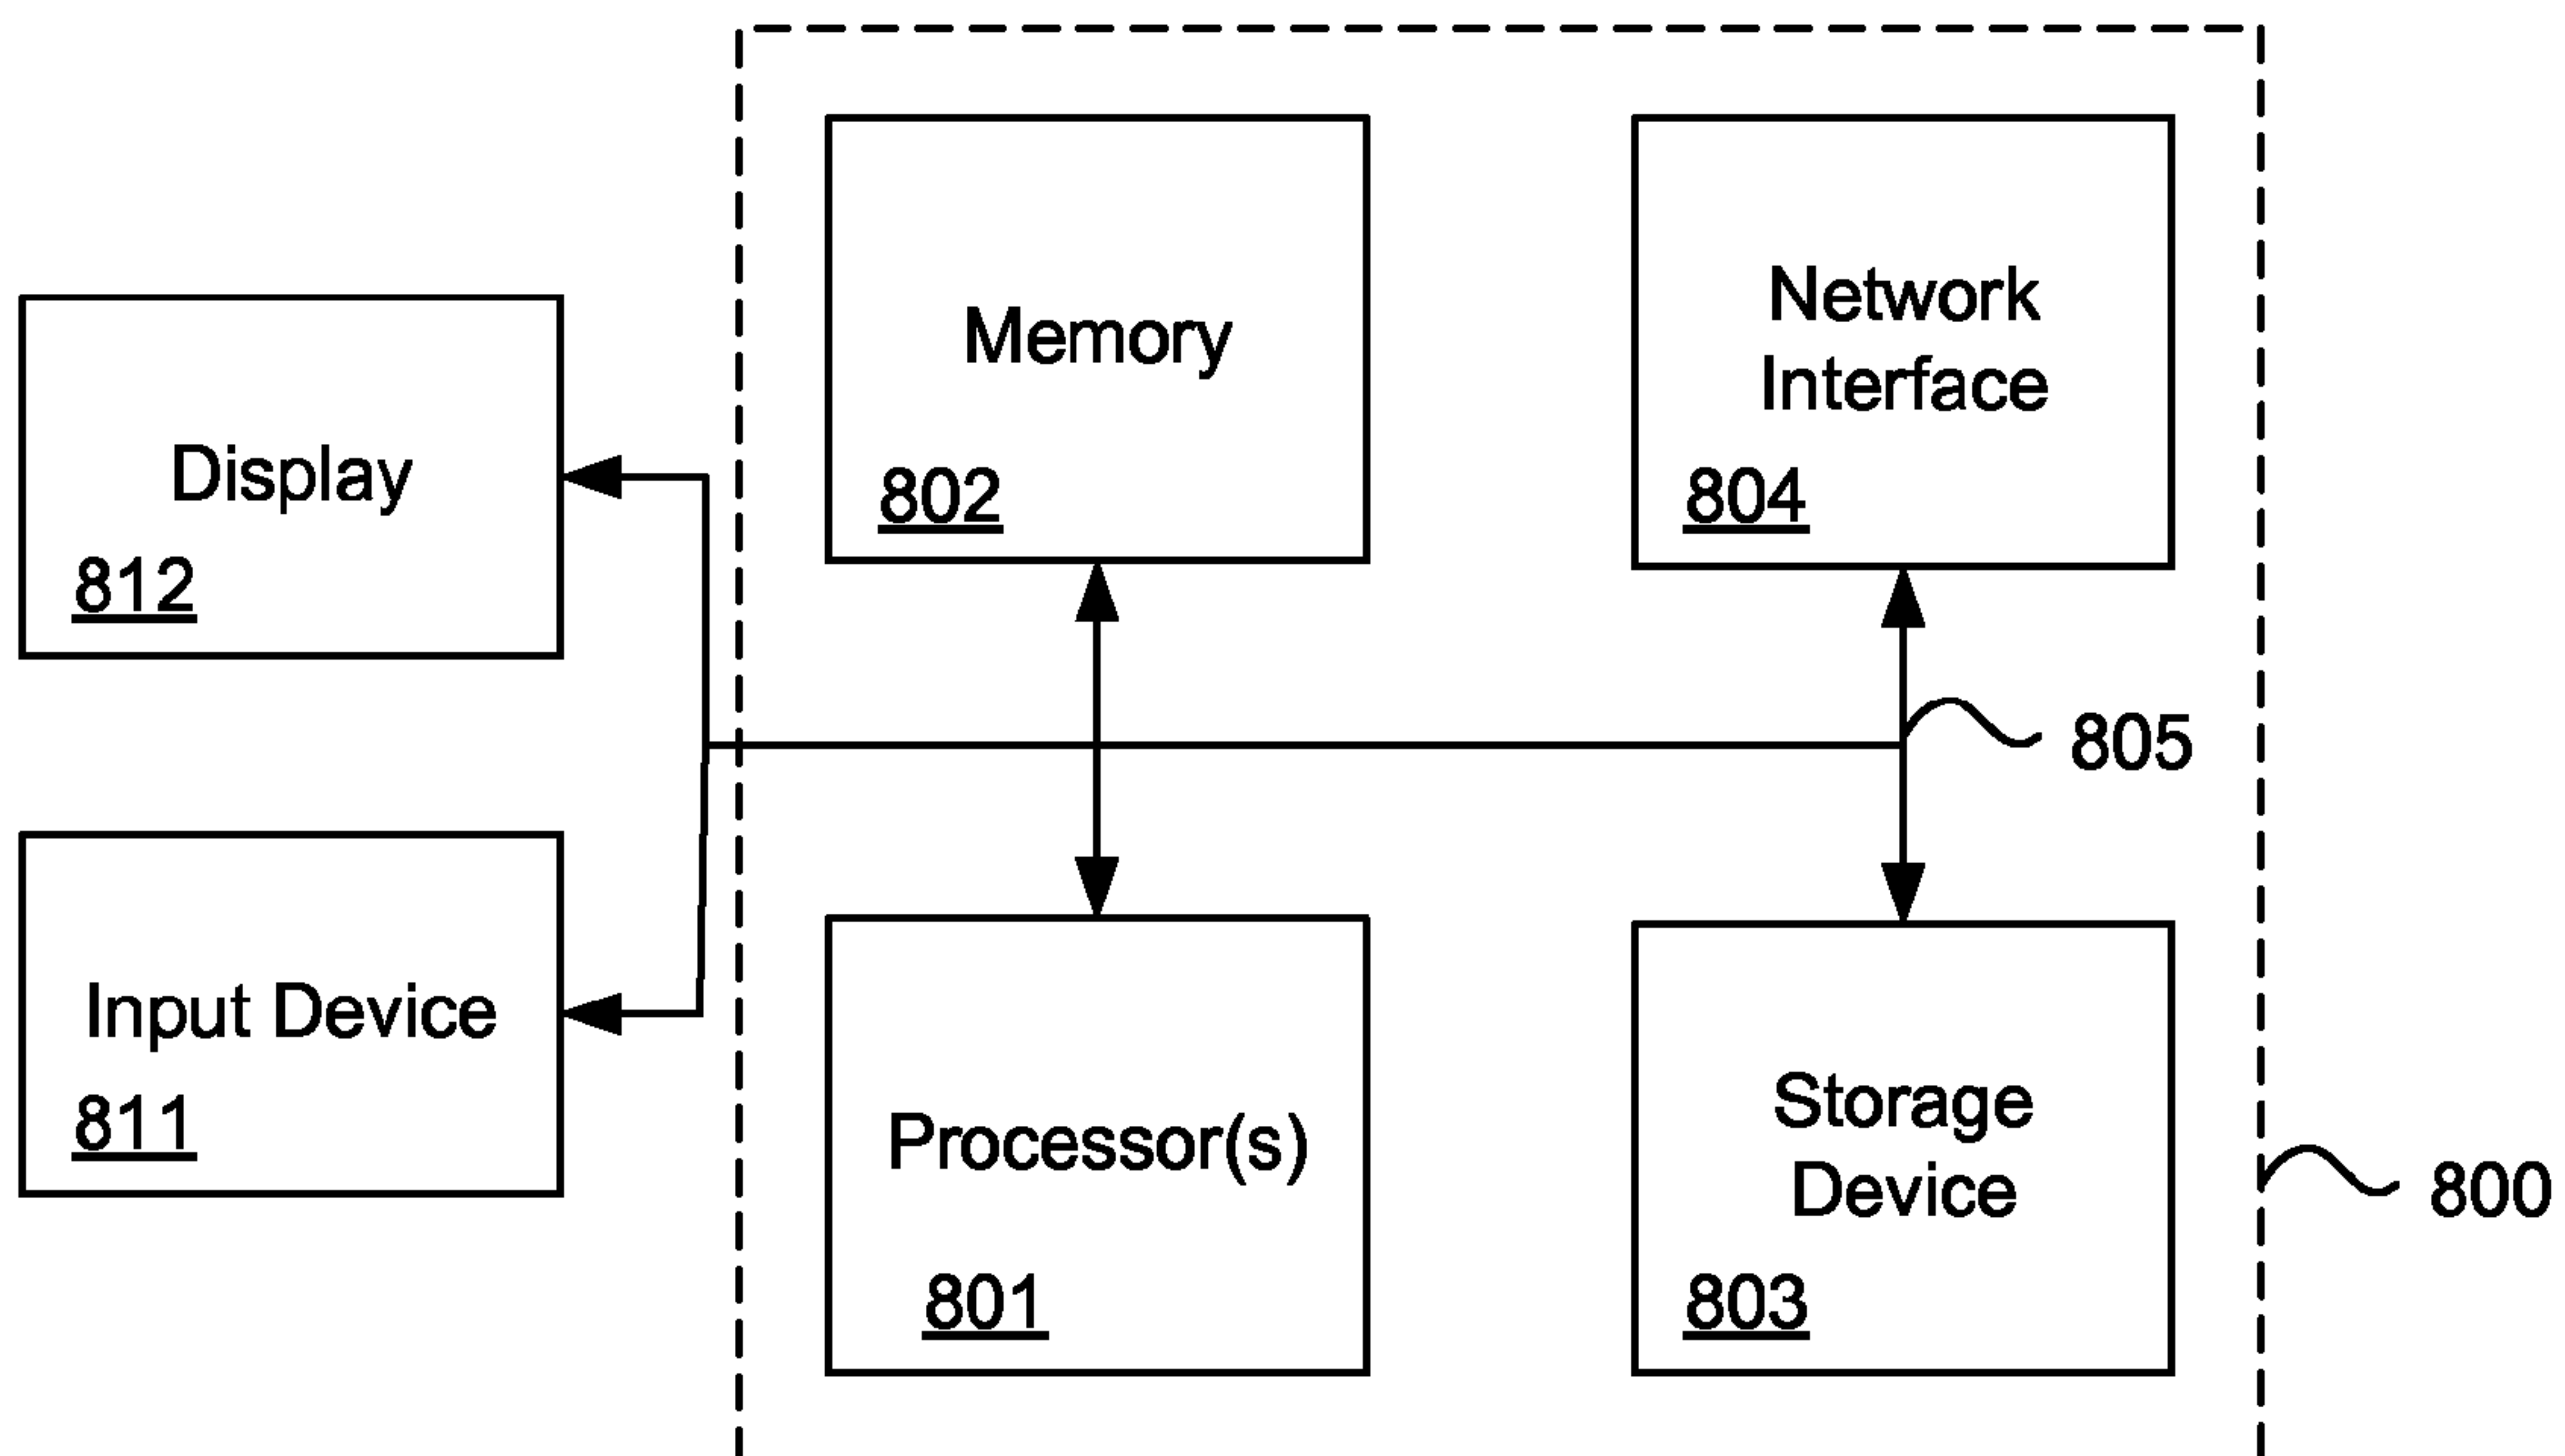 Memory
802
Network
Interface
804
Display
812
805
Input Device
811
Processor(s)
801
Storage
Device
803
800